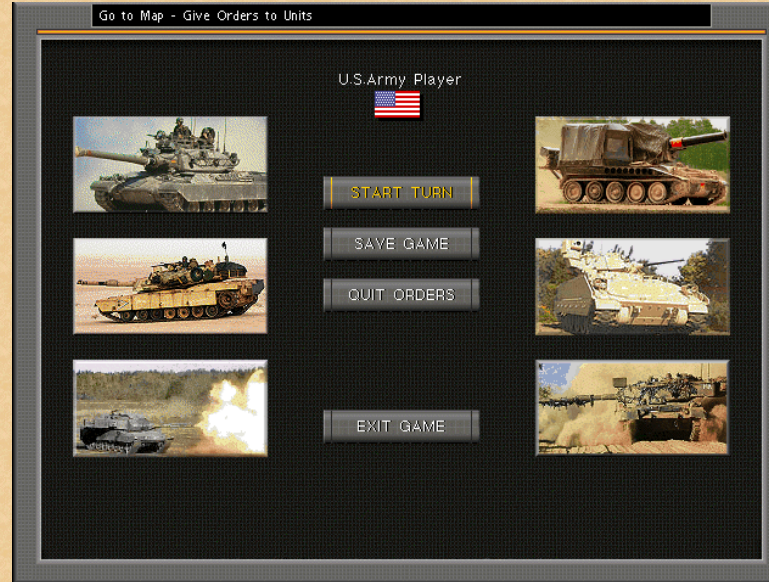 Go to Map - Give Orders to Units
U.S.Army Player
START TURN
SAVE GAME
QUIT ORDERS
EXIT GAME